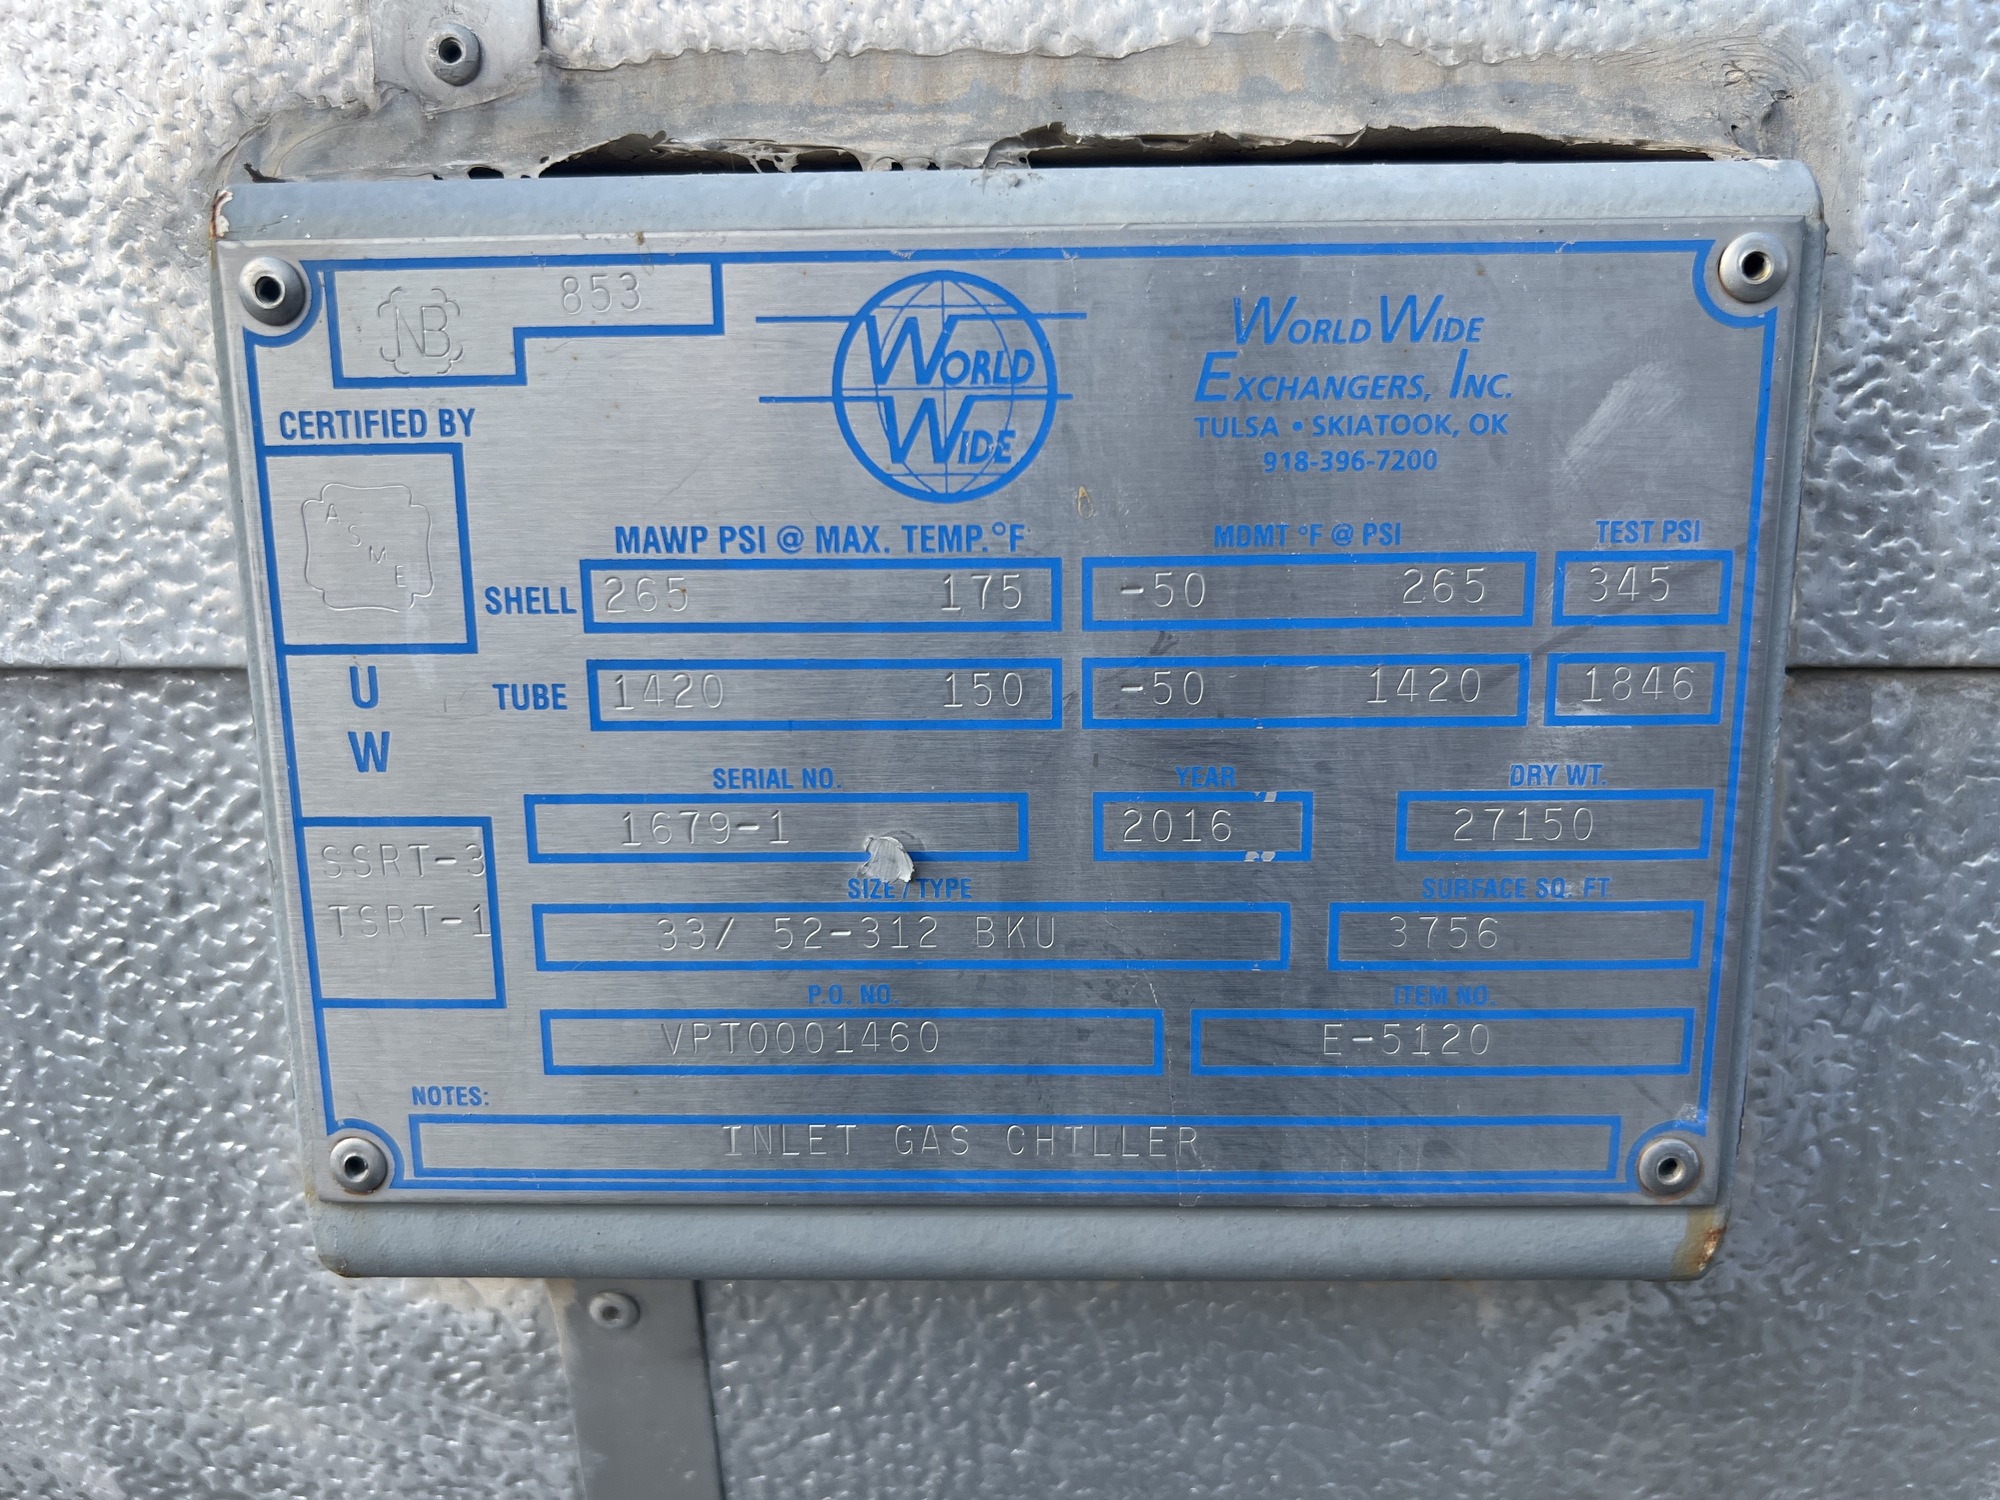 NB 853
WORLD WIDE
WORLD WIDE
EXCHANGERS, INC.
TULSA • SKIATOOK, OK
918-396-7200
CERTIFIED BY
ASME
U
W
SSRT-3
TSRT-1
MAWP PSI @ MAX. TEMP.°F MDMT °F @ PSI TEST PSI
SHELL 265 175 -50 265 345
TUBE 1420 150 -50 1420 1846
SERIAL NO. YEAR DRY WT.
1679-1 2016 27150
SIZE / TYPE SURFACE SQ. FT.
33/ 52-312 BKU 3756
P.O. NO. ITEM NO.
VPT0001460 E-5120
NOTES:
INLET GAS CHILLER